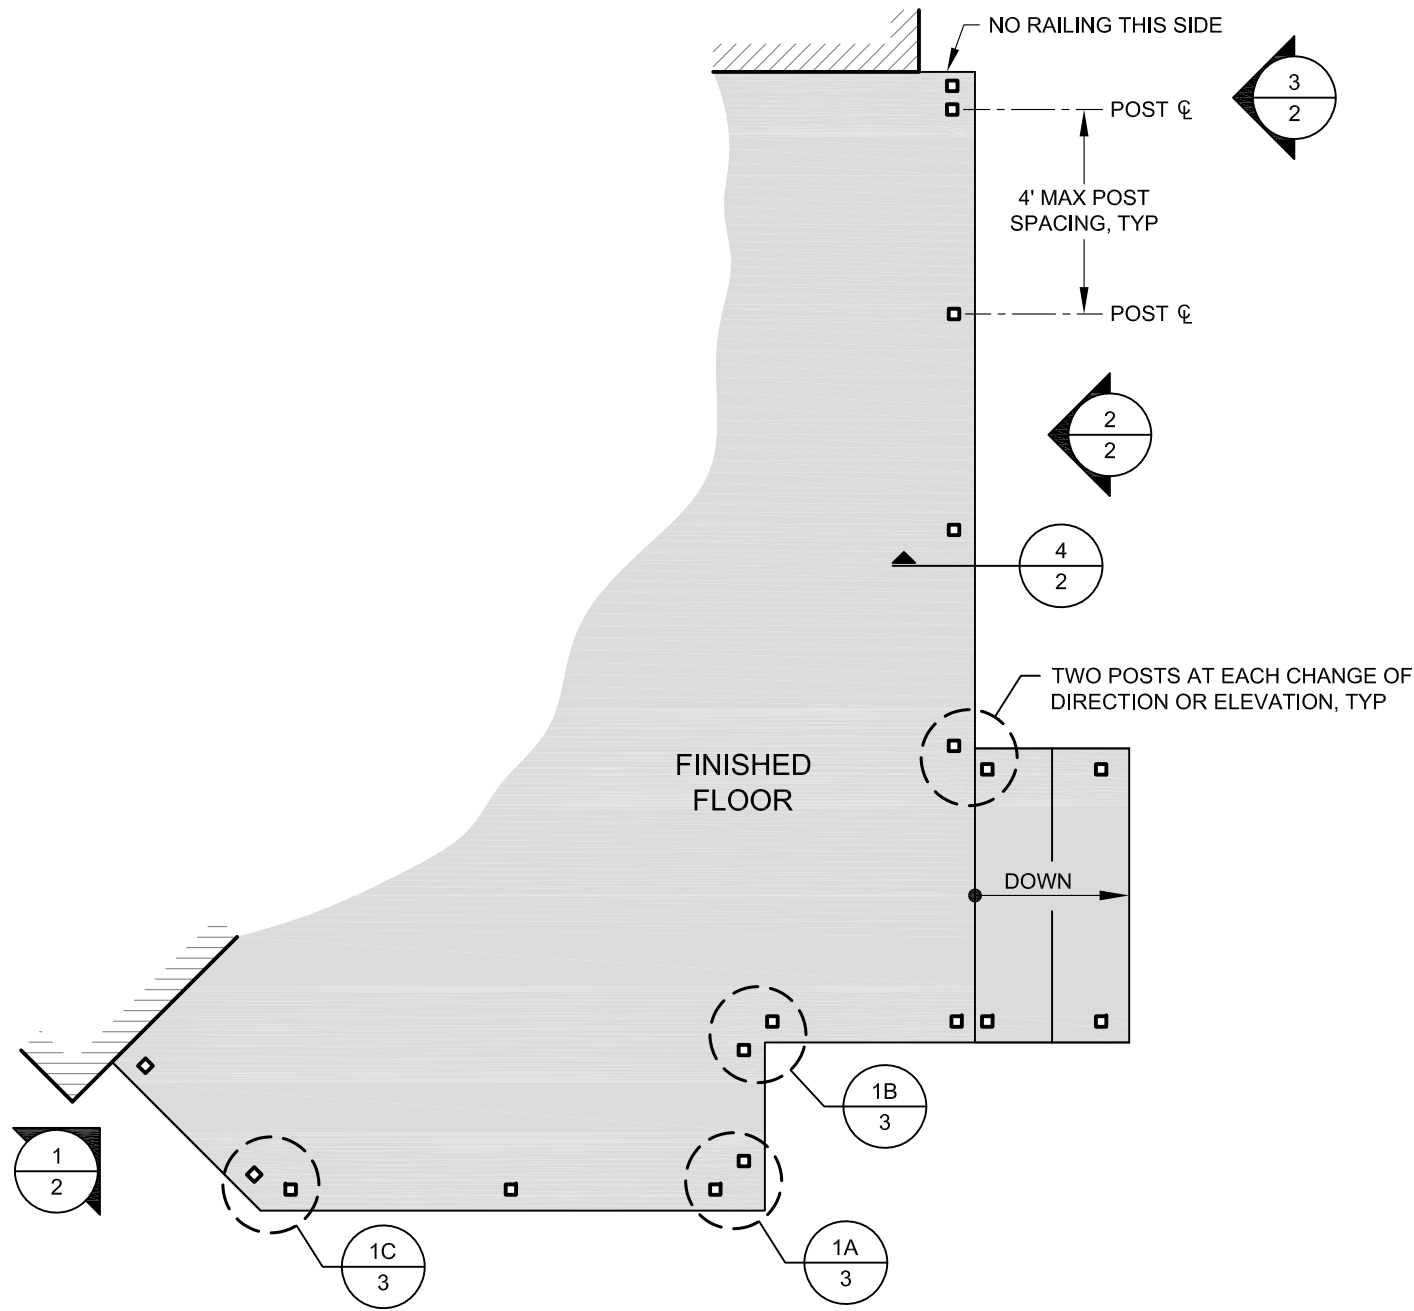 NO RAILING THIS SIDE
3
2
POST ℄
4' MAX POST
SPACING, TYP
POST ℄
2
2
4
2
TWO POSTS AT EACH CHANGE OF
DIRECTION OR ELEVATION, TYP
FINISHED
FLOOR
DOWN
1B
3
1
2
1C
3
1A
3